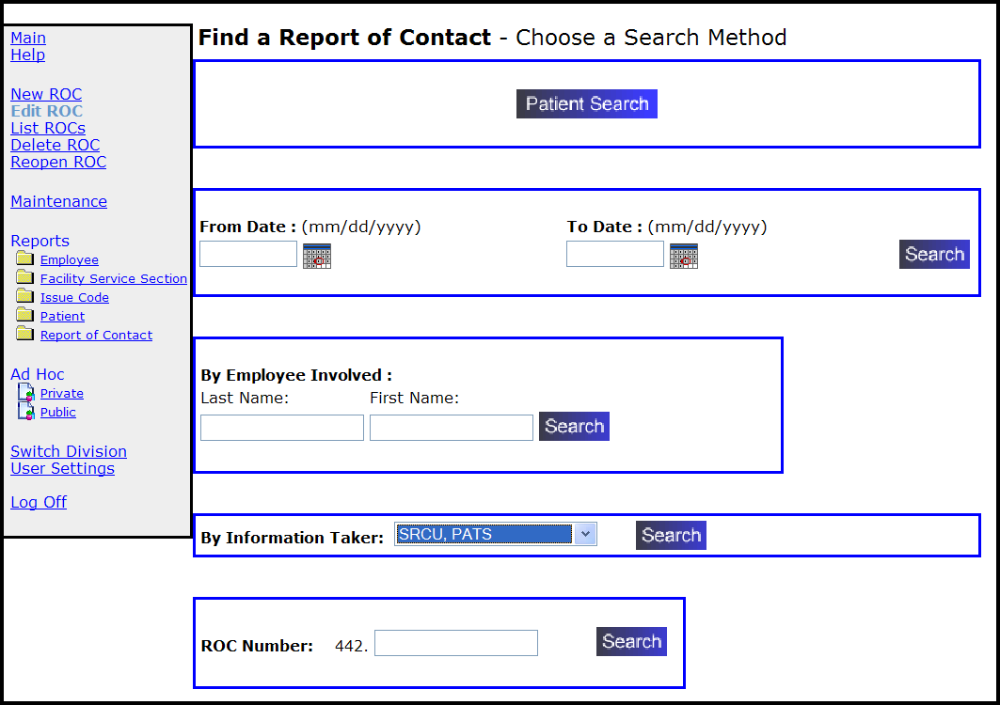 Main
Help
New ROC
Edit ROC
List ROCs
Delete ROC
Reopen ROC
Maintenance
Reports
Employee
Facility Service Section
Issue Code
Patient
Report of Contact
Ad Hoc
Private
Public
Switch Division
User Settings
Log Off
Find a Report of Contact - Choose a Search Method
Patient Search
From Date : (mm/dd/yyyy) To Date : (mm/dd/yyyy)
Search
By Employee Involved :
Last Name: First Name:
Search
By Information Taker: SRCU, PATS Search
ROC Number: 442. Search